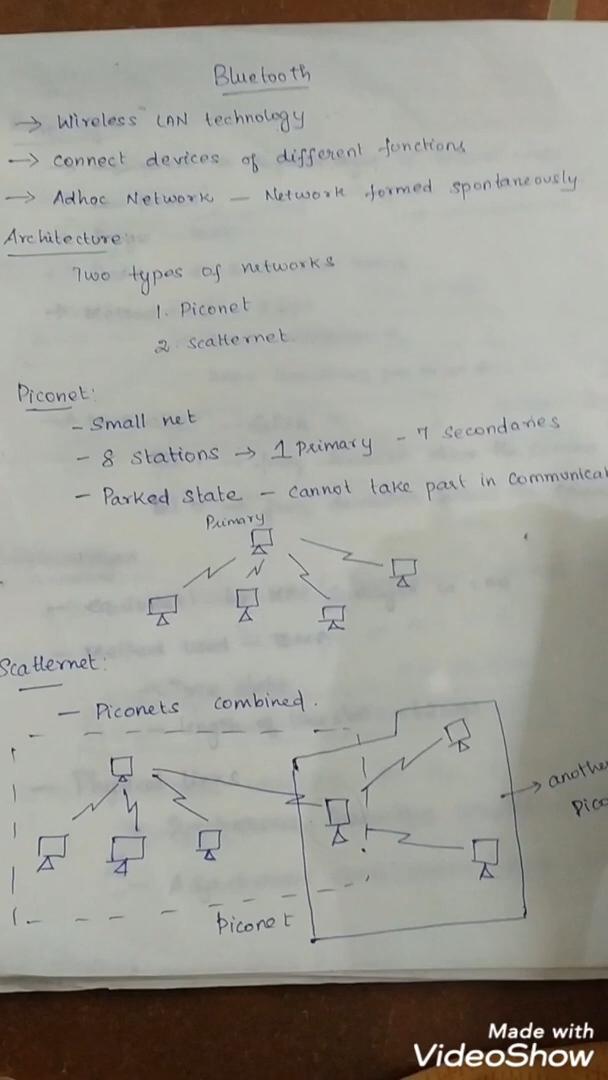 Bluetooth
→ Wireless LAN technology
→ connect devices of different functions
→ Adhoc Network - Network formed spontaneously
Architecture:
Two types of networks
1. Piconet
2. Scatternet.
Piconet:
- Small net
- 8 stations → 1 Primary - 7 secondaries
- Parked state - cannot take part in communica
Primary
Scatternet:
- Piconets combined.
→ another
pico
piconet
Made with
VideoShow